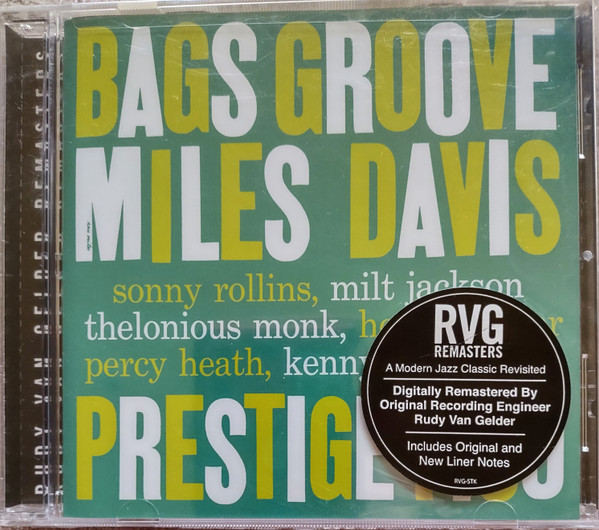 BAGS GROOVE
MILES DAVIS
sonny rollins, milt jackson
thelonious monk,
percy heath, kenny
PRESTIGE
RVG
REMASTERS
A Modern Jazz Classic Revisited
Digitally Remastered By
Original Recording Engineer
Rudy Van Gelder
Includes Original and
New Liner Notes
RVG-STK
RUDY VAN GELDER REMASTERS